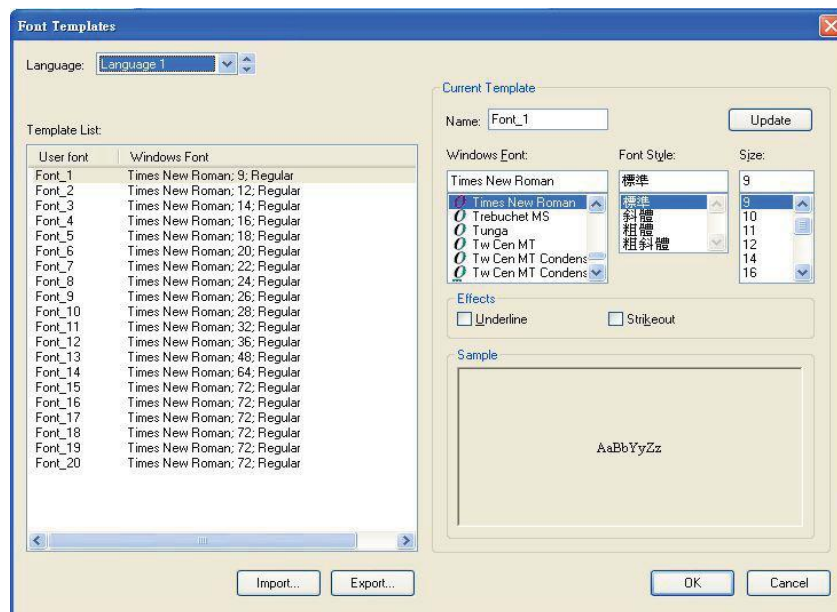 Font Templates
Language: Language 1
Template List:
User font Windows Font
Font_1 Times New Roman; 9; Regular
Font_2 Times New Roman; 12; Regular
Font_3 Times New Roman; 14; Regular
Font_4 Times New Roman; 16; Regular
Font_5 Times New Roman; 18; Regular
Font_6 Times New Roman; 20; Regular
Font_7 Times New Roman; 22; Regular
Font_8 Times New Roman; 24; Regular
Font_9 Times New Roman; 26; Regular
Font_10 Times New Roman; 28; Regular
Font_11 Times New Roman; 32; Regular
Font_12 Times New Roman; 36; Regular
Font_13 Times New Roman; 48; Regular
Font_14 Times New Roman; 64; Regular
Font_15 Times New Roman; 72; Regular
Font_16 Times New Roman; 72; Regular
Font_17 Times New Roman; 72; Regular
Font_18 Times New Roman; 72; Regular
Font_19 Times New Roman; 72; Regular
Font_20 Times New Roman; 72; Regular
Import... Export...
Current Template
Name: Font_1 Update
Windows Font: Font Style: Size:
Times New Roman 標準 9
Times New Roman 標準 9
Trebuchet MS 斜體 10
Tunga 粗體 11
Tw Cen MT 粗斜體 12
Tw Cen MT Condens 14
Tw Cen MT Condens 16
Effects
Underline Strikeout
Sample
AaBbYyZz
OK Cancel